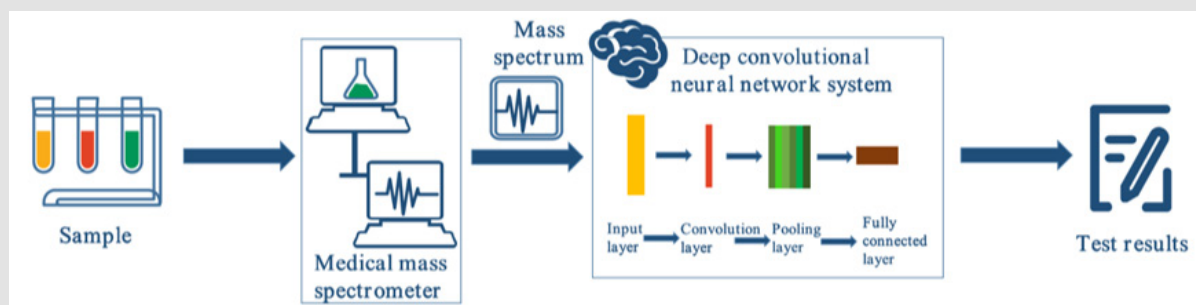 Sample
Medical mass
spectrometer
Mass
spectrum
Deep convolutional
neural network system
Input
layer
Convolution
layer
Pooling
layer
Fully
connected
layer
Test results